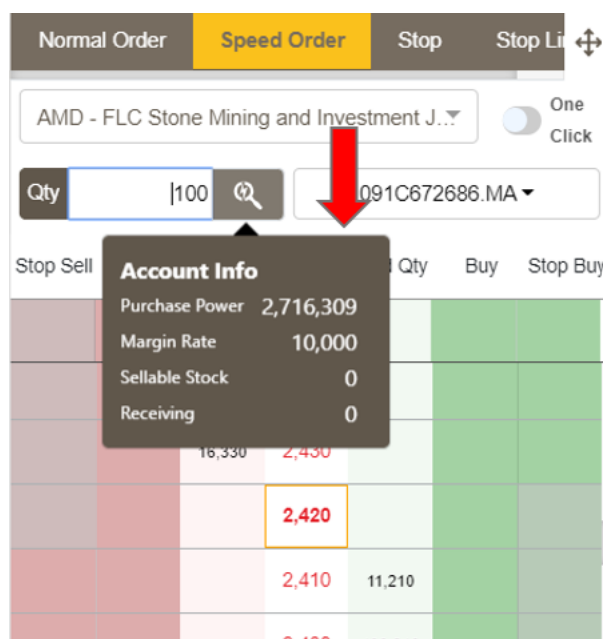 Normal Order Speed Order Stop Stop Li
AMD - FLC Stone Mining and Investment J...
One
Click
Qty 100 091C672686.MA
Stop Sell Qty Buy Stop Buy
Account Info
Purchase Power 2,716,309
Margin Rate 10,000
Sellable Stock 0
Receiving 0
16,330 2,430
2,420
2,410 11,210